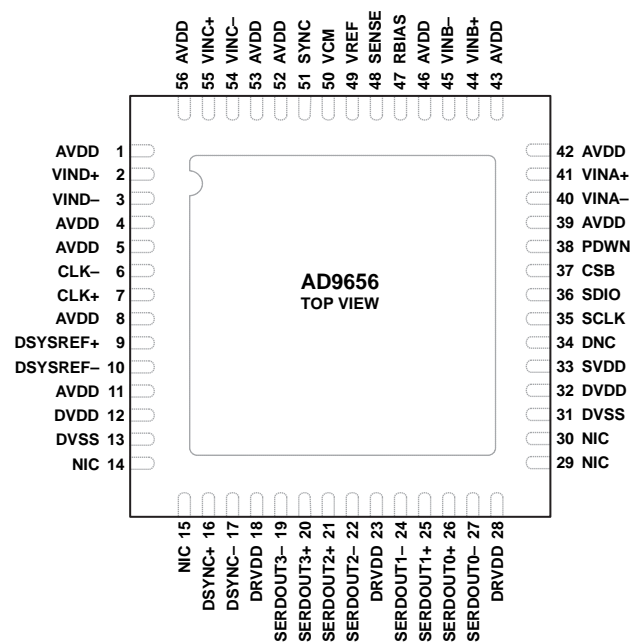 56 AVDD
55 VINC+
54 VINC–
53 AVDD
52 AVDD
51 SYNC
50 VCM
49 VREF
48 SENSE
47 RBIAS
46 AVDD
45 VINB–
44 VINB+
43 AVDD
AVDD 1
VIND+ 2
VIND– 3
AVDD 4
AVDD 5
CLK– 6
CLK+ 7
AVDD 8
DSYSREF+ 9
DSYSREF– 10
AVDD 11
DVDD 12
DVSS 13
NIC 14
AD9656
TOP VIEW
42 AVDD
41 VINA+
40 VINA–
39 AVDD
38 PDWN
37 CSB
36 SDIO
35 SCLK
34 DNC
33 SVDD
32 DVDD
31 DVSS
30 NIC
29 NIC
NIC 15
DSYNC+ 16
DSYNC– 17
DRVDD 18
SERDOUT3– 19
SERDOUT3+ 20
SERDOUT2+ 21
SERDOUT2– 22
DRVDD 23
SERDOUT1– 24
SERDOUT1+ 25
SERDOUT0+ 26
SERDOUT0– 27
DRVDD 28